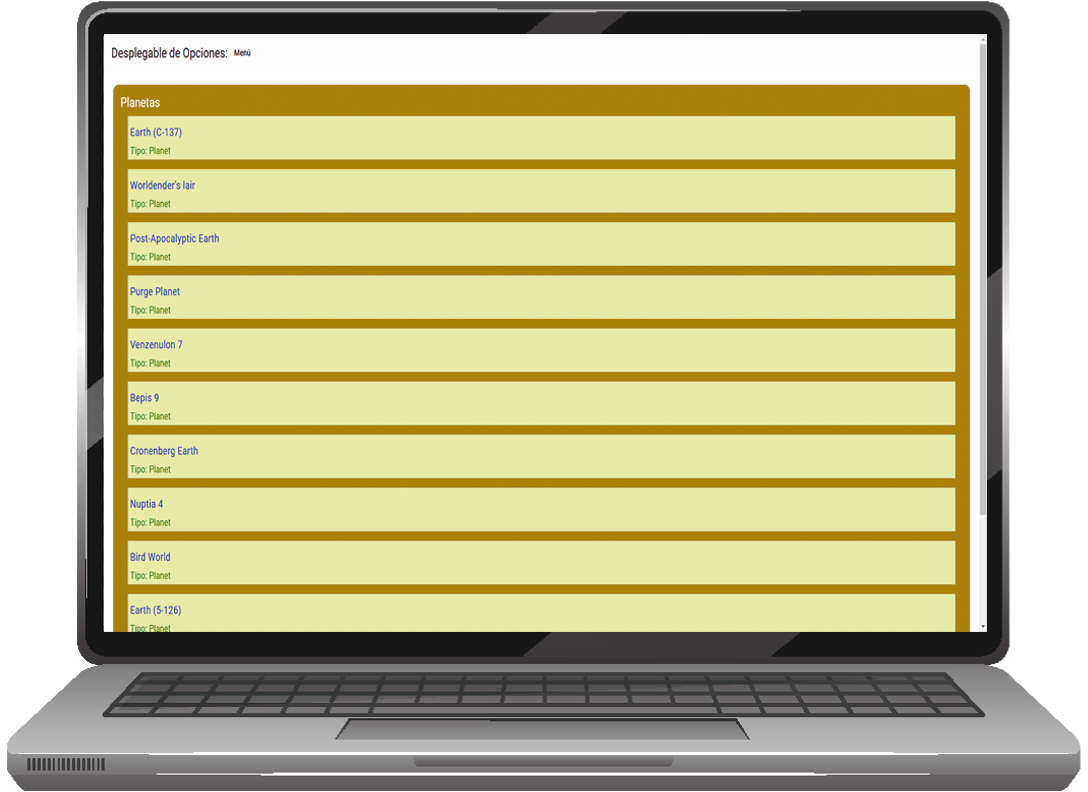 Desplegable de Opciones: Menú
Planetas
Earth (C-137)
Tipo: Planet
Worldender's lair
Tipo: Planet
Post-Apocalyptic Earth
Tipo: Planet
Purge Planet
Tipo: Planet
Venzenulon 7
Tipo: Planet
Bepis 9
Tipo: Planet
Cronenberg Earth
Tipo: Planet
Nuptia 4
Tipo: Planet
Bird World
Tipo: Planet
Earth (5-126)
Tipo: Planet